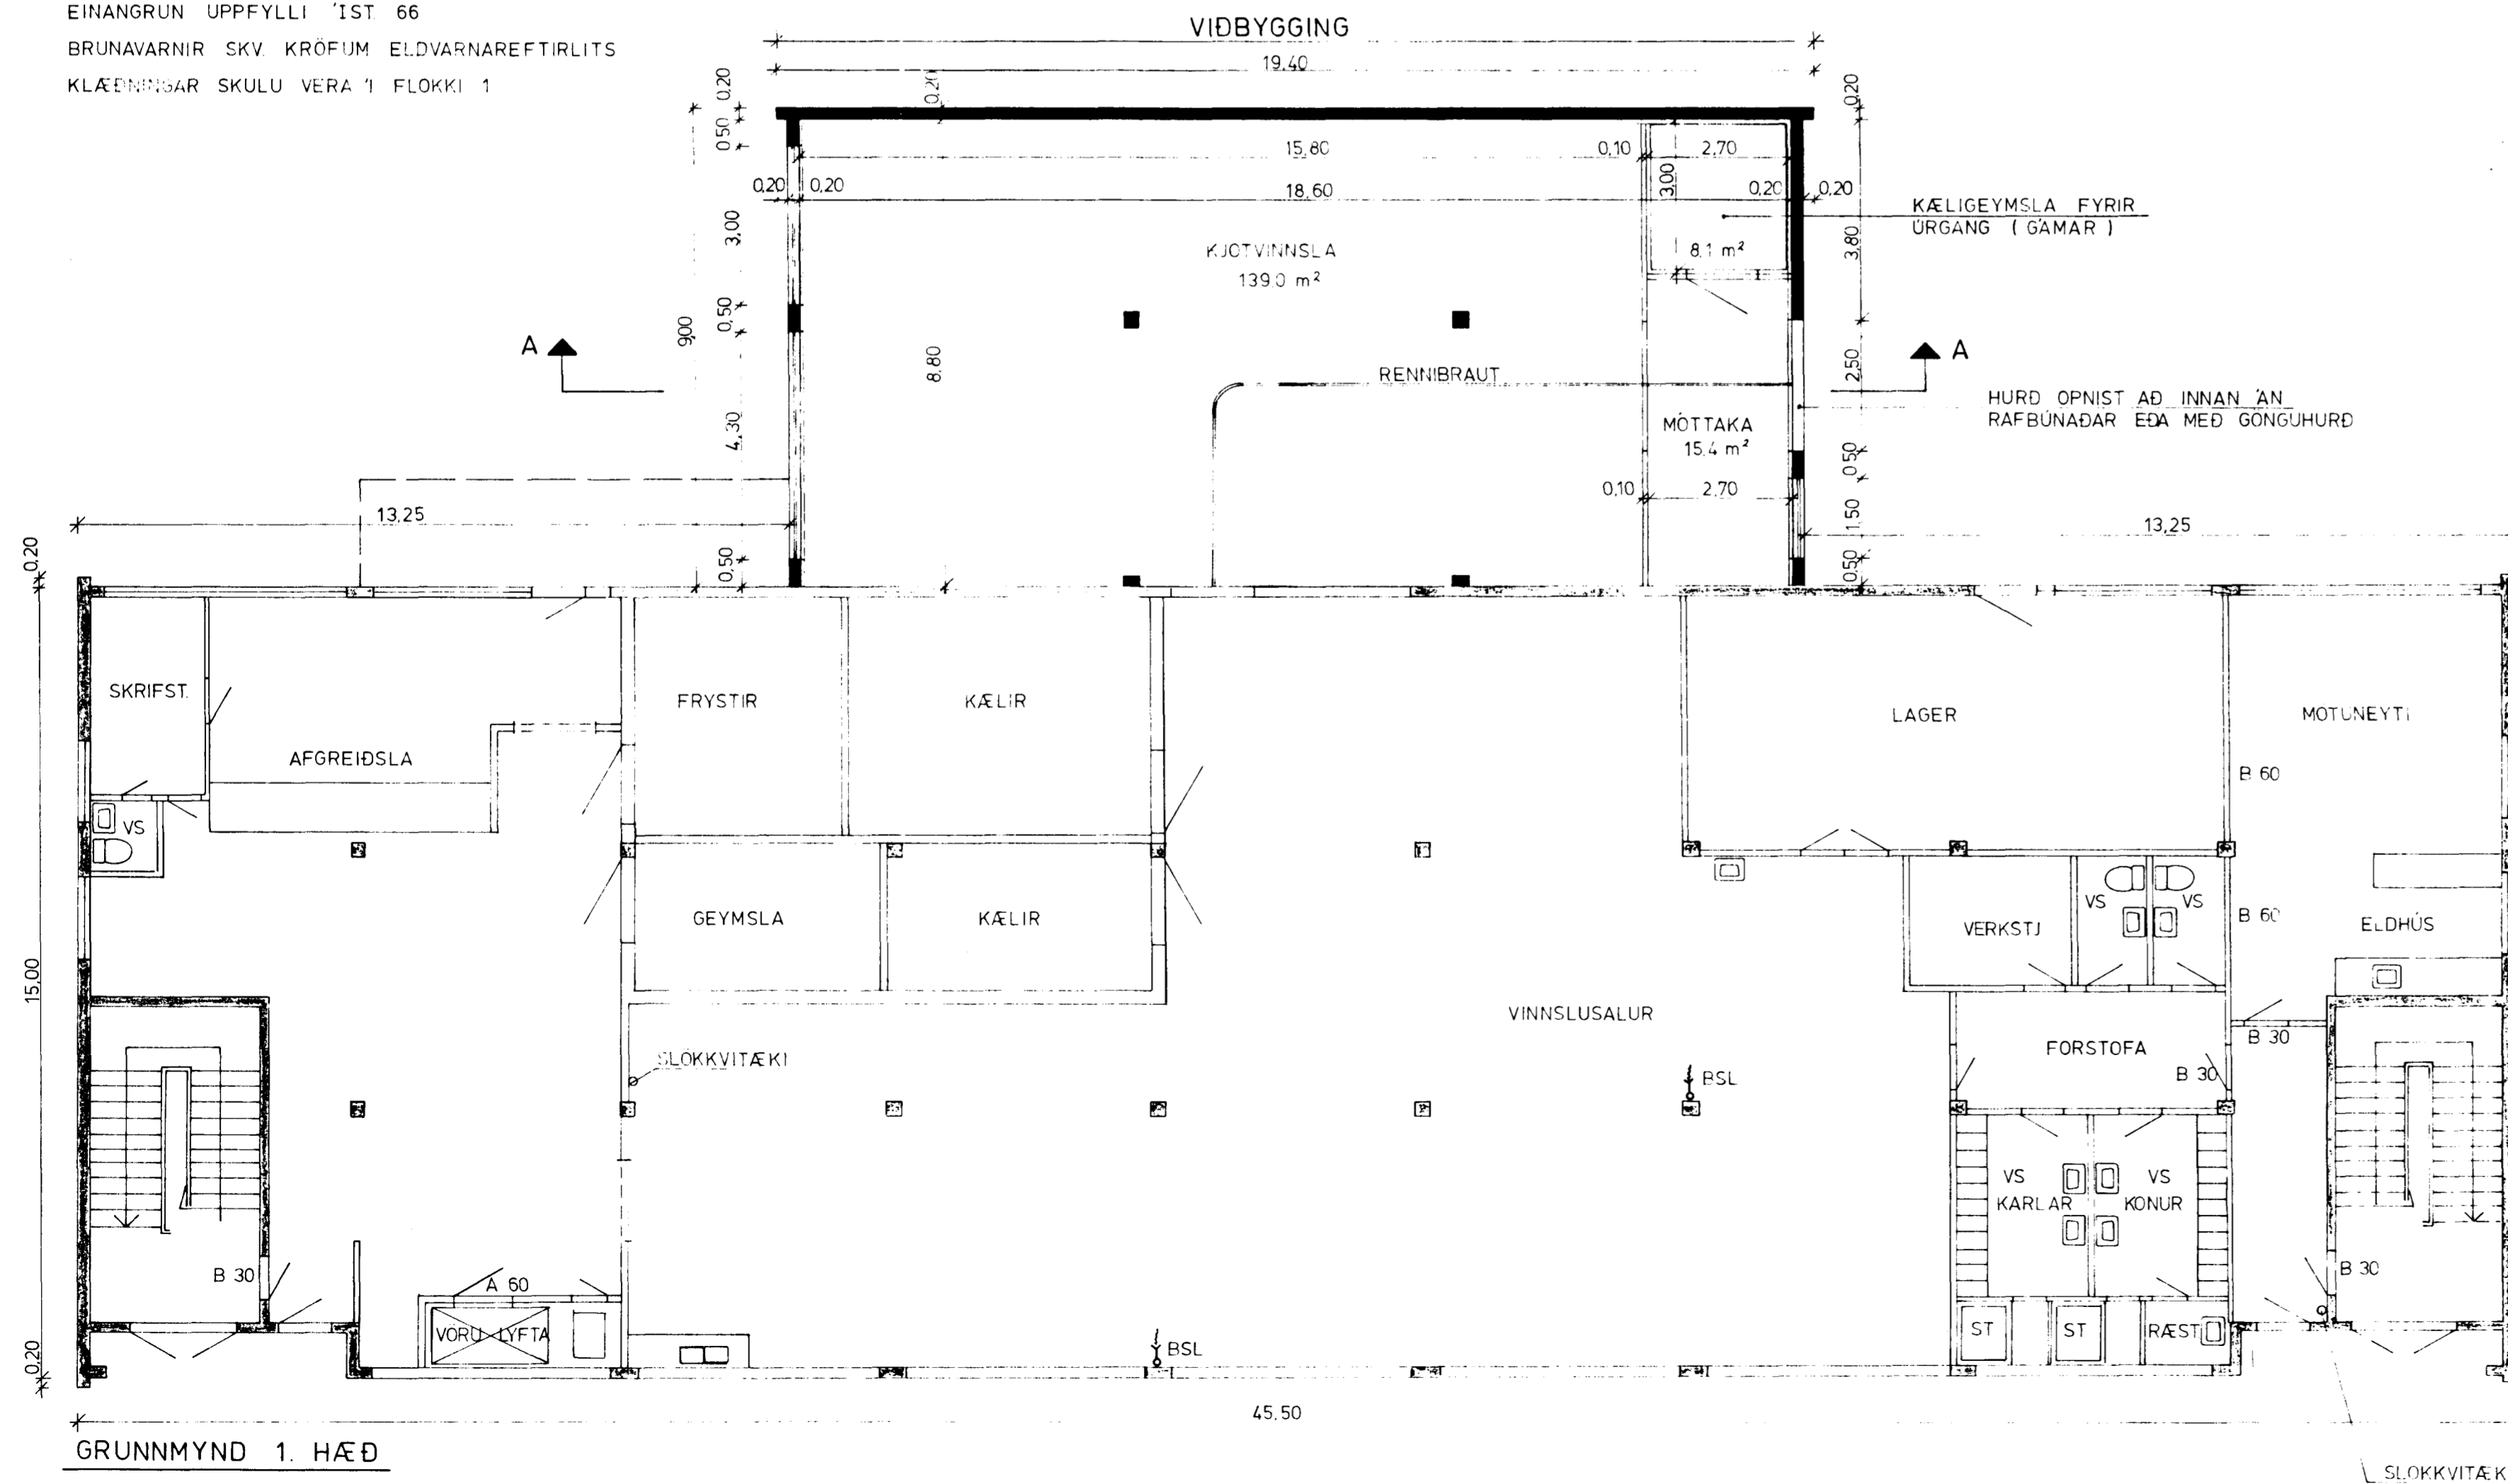 EINANGRUN UPPFYLLI ÍST. 66
BRUNAVARNIR SKV. KRÖFUM ELDVARNAREFTIRLITS
KLÆÐNINGAR SKULU VERA Í FLOKKI 1
VIÐBYGGING
19.40
0.20
0.20
0.20
0.50
15.80
0.10
2.70
0.20
0.20
18.60
3.00
0.20
0.20
KÆLIGEYMSLA FYRIR
ÚRGANG ( GÁMAR )
3.00
KJÖTVINNSLA
139.0 m²
8.1 m²
3.80
0.50
9.00
8.80
A
A
RENNIBRAUT
2.50
HURÐ OPNIST AÐ INNAN ÁN
RAFBÚNAÐAR EÐA MEÐ GÖNGUHURÐ
4.30
MÓTTAKA
15.4 m²
0.50
0.10
2.70
13.25
1.50
13.25
0.20
0.50
0.50
SKRIFST.
FRYSTIR
KÆLIR
LAGER
MÖTUNEYTI
AFGREIÐSLA
B 60
VS
GEYMSLA
KÆLIR
VERKSTJ
VS
VS
B 60
ELDHÚS
15.00
VINNSLUSALUR
SLÖKKVITÆKI
FORSTOFA
B 30
B 30
BSL
VS
KARLAR
VS
KONUR
B 30
A 60
B 30
VÖRULYFTA
BSL
ST
ST
RÆST
0.20
45.50
GRUNNMYND 1. HÆÐ
SLÖKKVITÆK